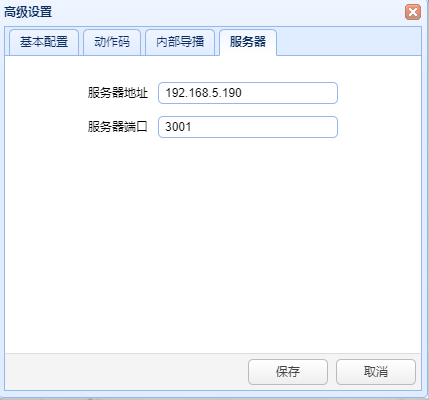 高级设置
基本配置 动作码 内部导播 服务器
服务器地址 192.168.5.190
服务器端口 3001
保存 取消